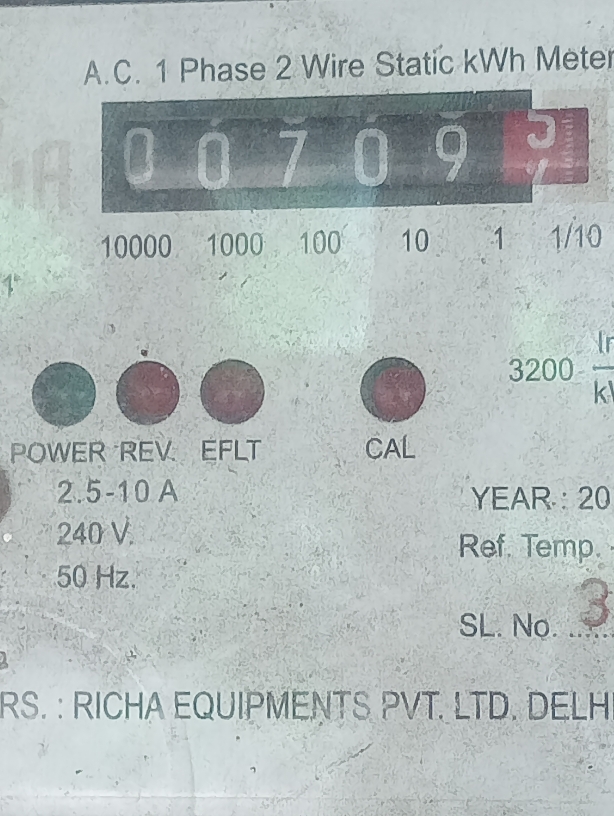 A.C. 1 Phase 2 Wire Static kWh Meter
0 0 7 0 9
10000 1000 100 10 1 1/10
3200
POWER REV. EFLT CAL
2.5-10 A
240 V.
50 Hz.
YEAR : 20
Ref. Temp.
SL. No. ..... 3
RS. : RICHA EQUIPMENTS PVT. LTD. DELH